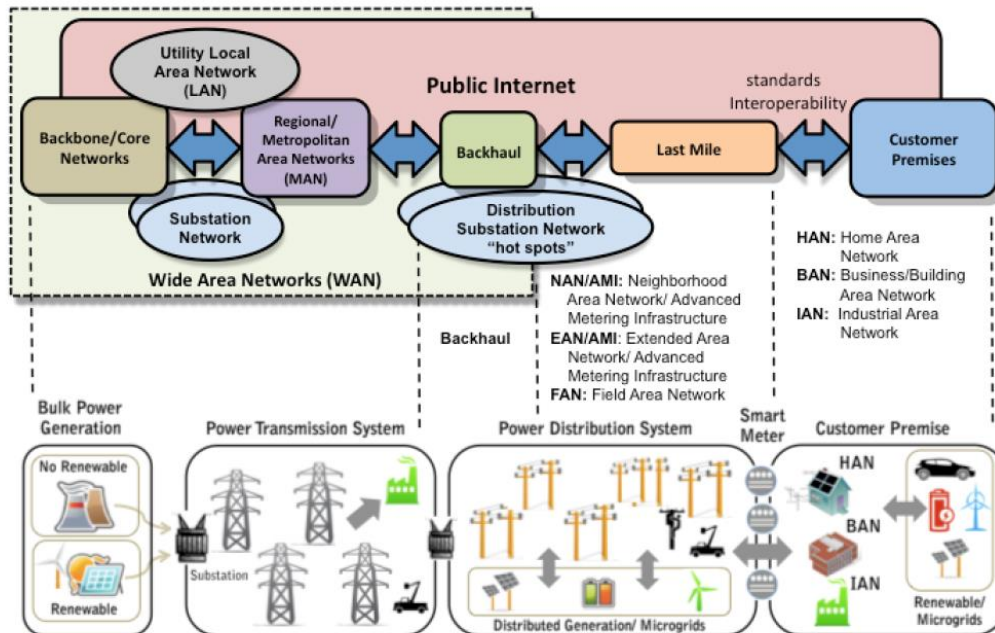 Utility Local
Area Network
(LAN)
Public Internet
standards
Interoperability
Backbone/Core
Networks
Regional/
Metropolitan
Area Networks
(MAN)
Backhaul
Last Mile
Customer
Premises
Substation
Network
Distribution
Substation Network
“hot spots”
Wide Area Networks (WAN)
Backhaul
NAN/AMI: Neighborhood
Area Network/ Advanced
Metering Infrastructure
EAN/AMI: Extended Area
Network/ Advanced
Metering Infrastructure
FAN: Field Area Network
HAN: Home Area
Network
BAN: Business/Building
Area Network
IAN: Industrial Area
Network
Bulk Power
Generation
Power Transmission System
Power Distribution System
Smart
Meter
Customer Premise
No Renewable
Renewable
Substation
Distributed Generation/ Microgrids
HAN
BAN
IAN
Renewable/
Microgrids